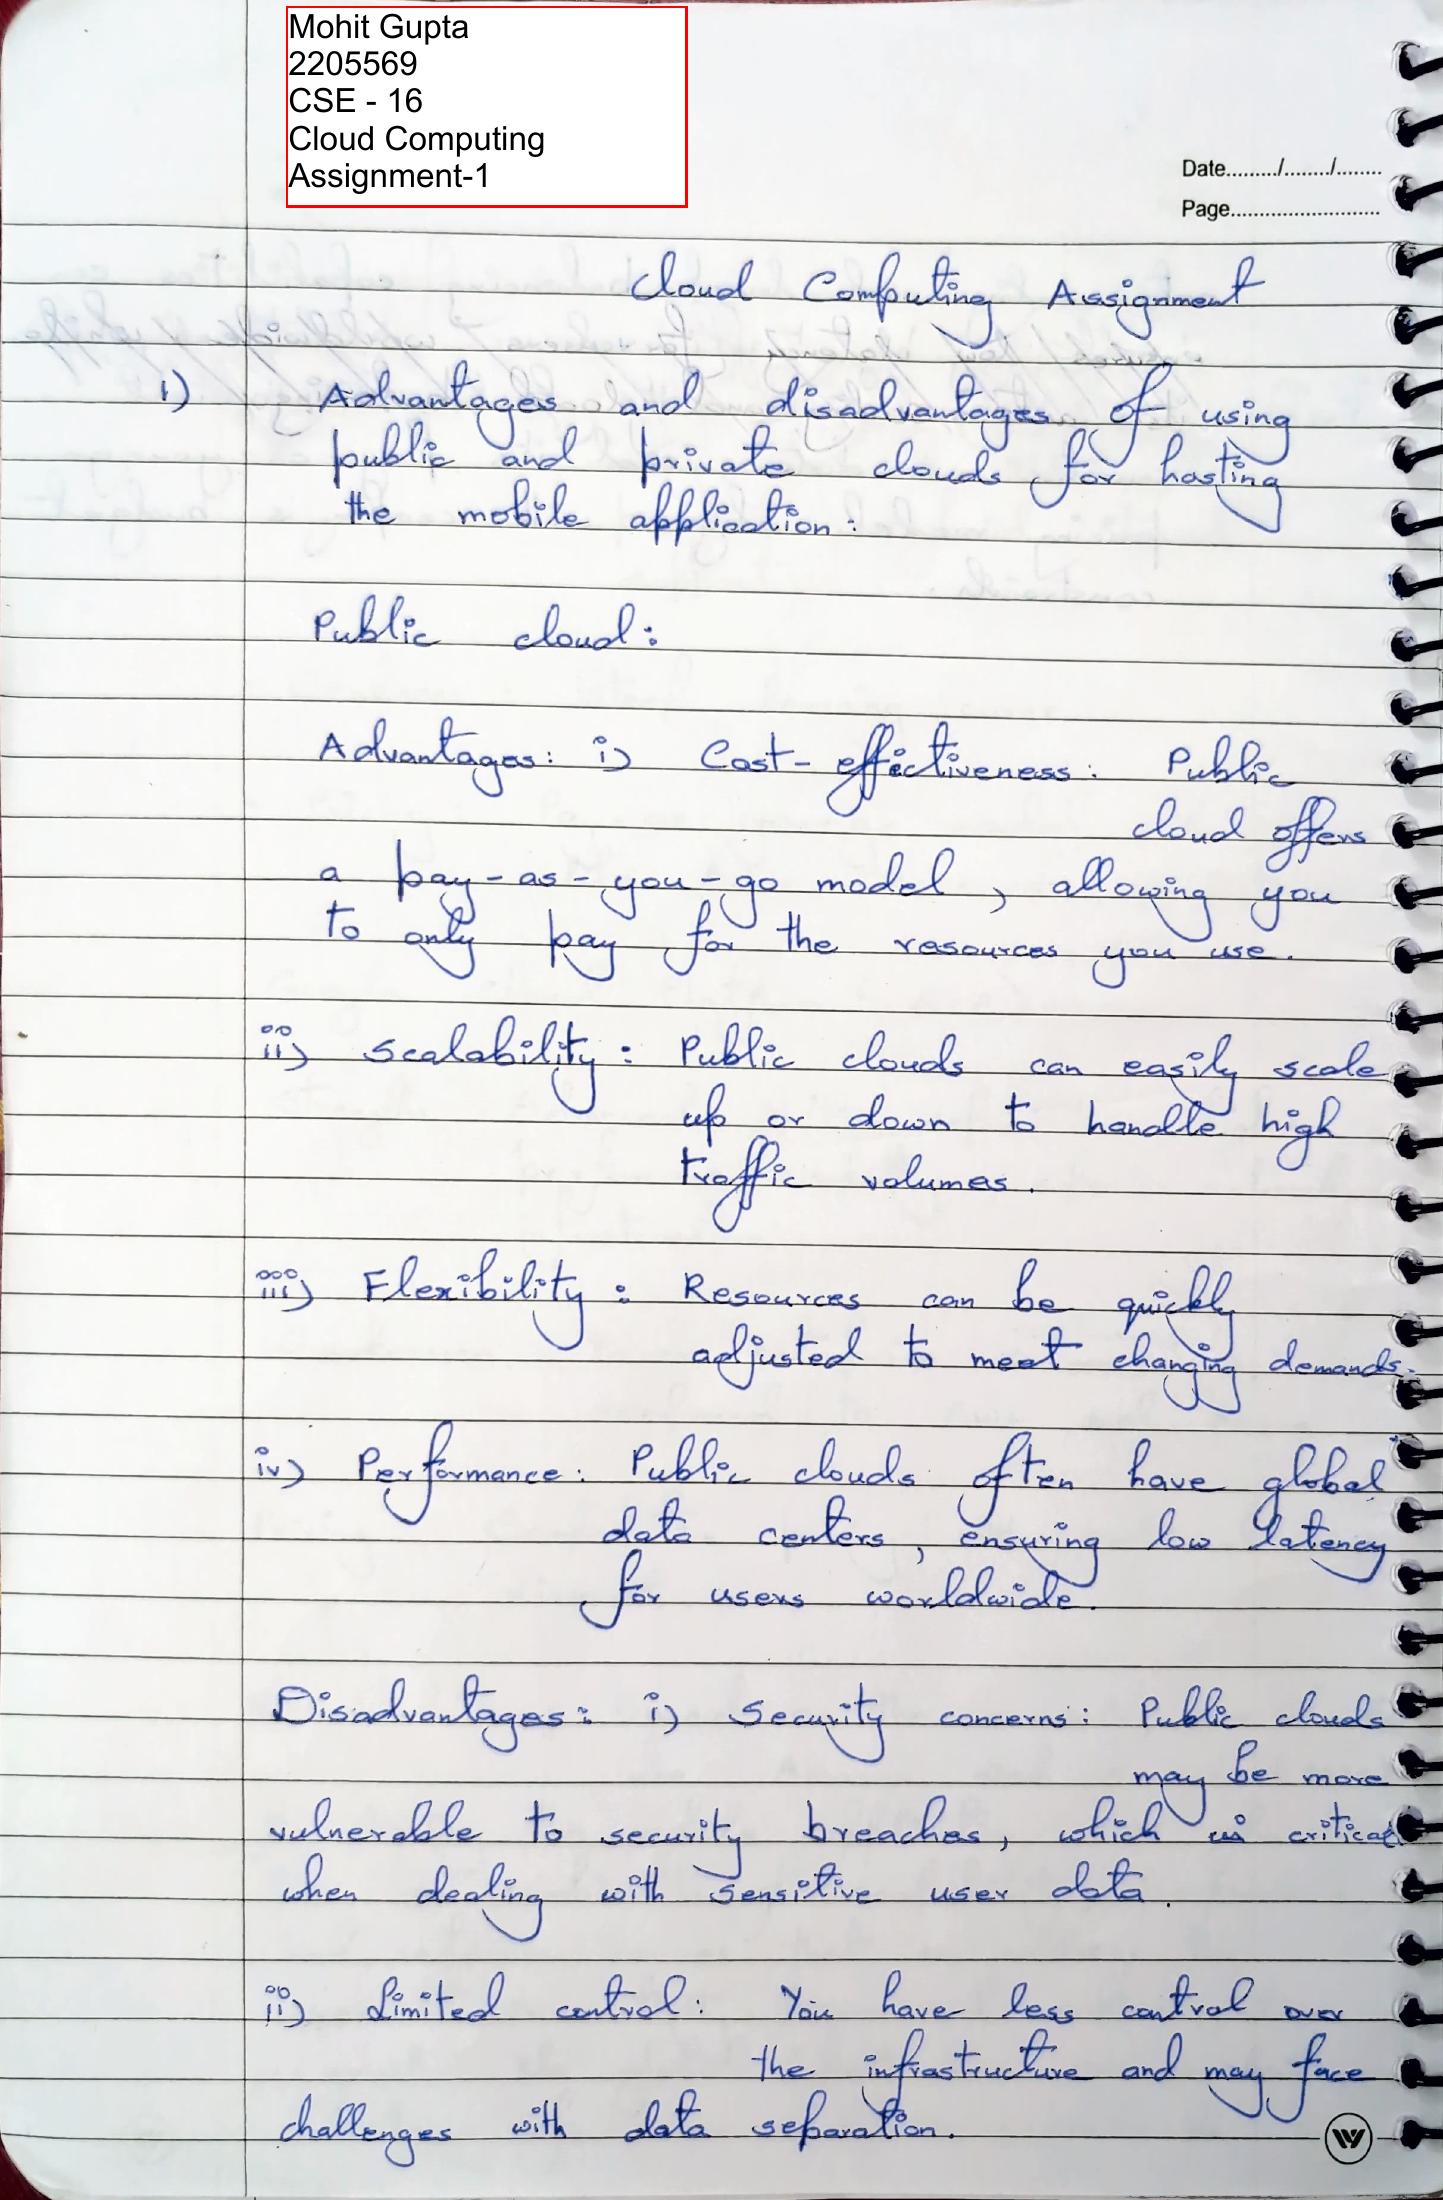 Mohit Gupta
2205569
CSE - 16
Cloud Computing
Assignment-1
Date......../......../........
Page...........................
Cloud Computing Assignment
1) Advantages and disadvantages of using
public and private clouds for hosting
the mobile application:
Public cloud:
Advantages: i) Cost-effectiveness: Public
cloud offers
a pay-as-you-go model, allowing you
to only pay for the resources you use.
ii) Scalability: Public clouds can easily scale
up or down to handle high
traffic volumes.
iii) Flexibility: Resources can be quickly
adjusted to meet changing demands.
iv) Performance: Public clouds often have global
data centers, ensuring low latency
for users worldwide.
Disadvantages: i) Security concerns: Public clouds
may be more
vulnerable to security breaches, which is critical
when dealing with sensitive user data.
ii) Limited control: You have less control over
the infrastructure and may face
challenges with data separation.
W